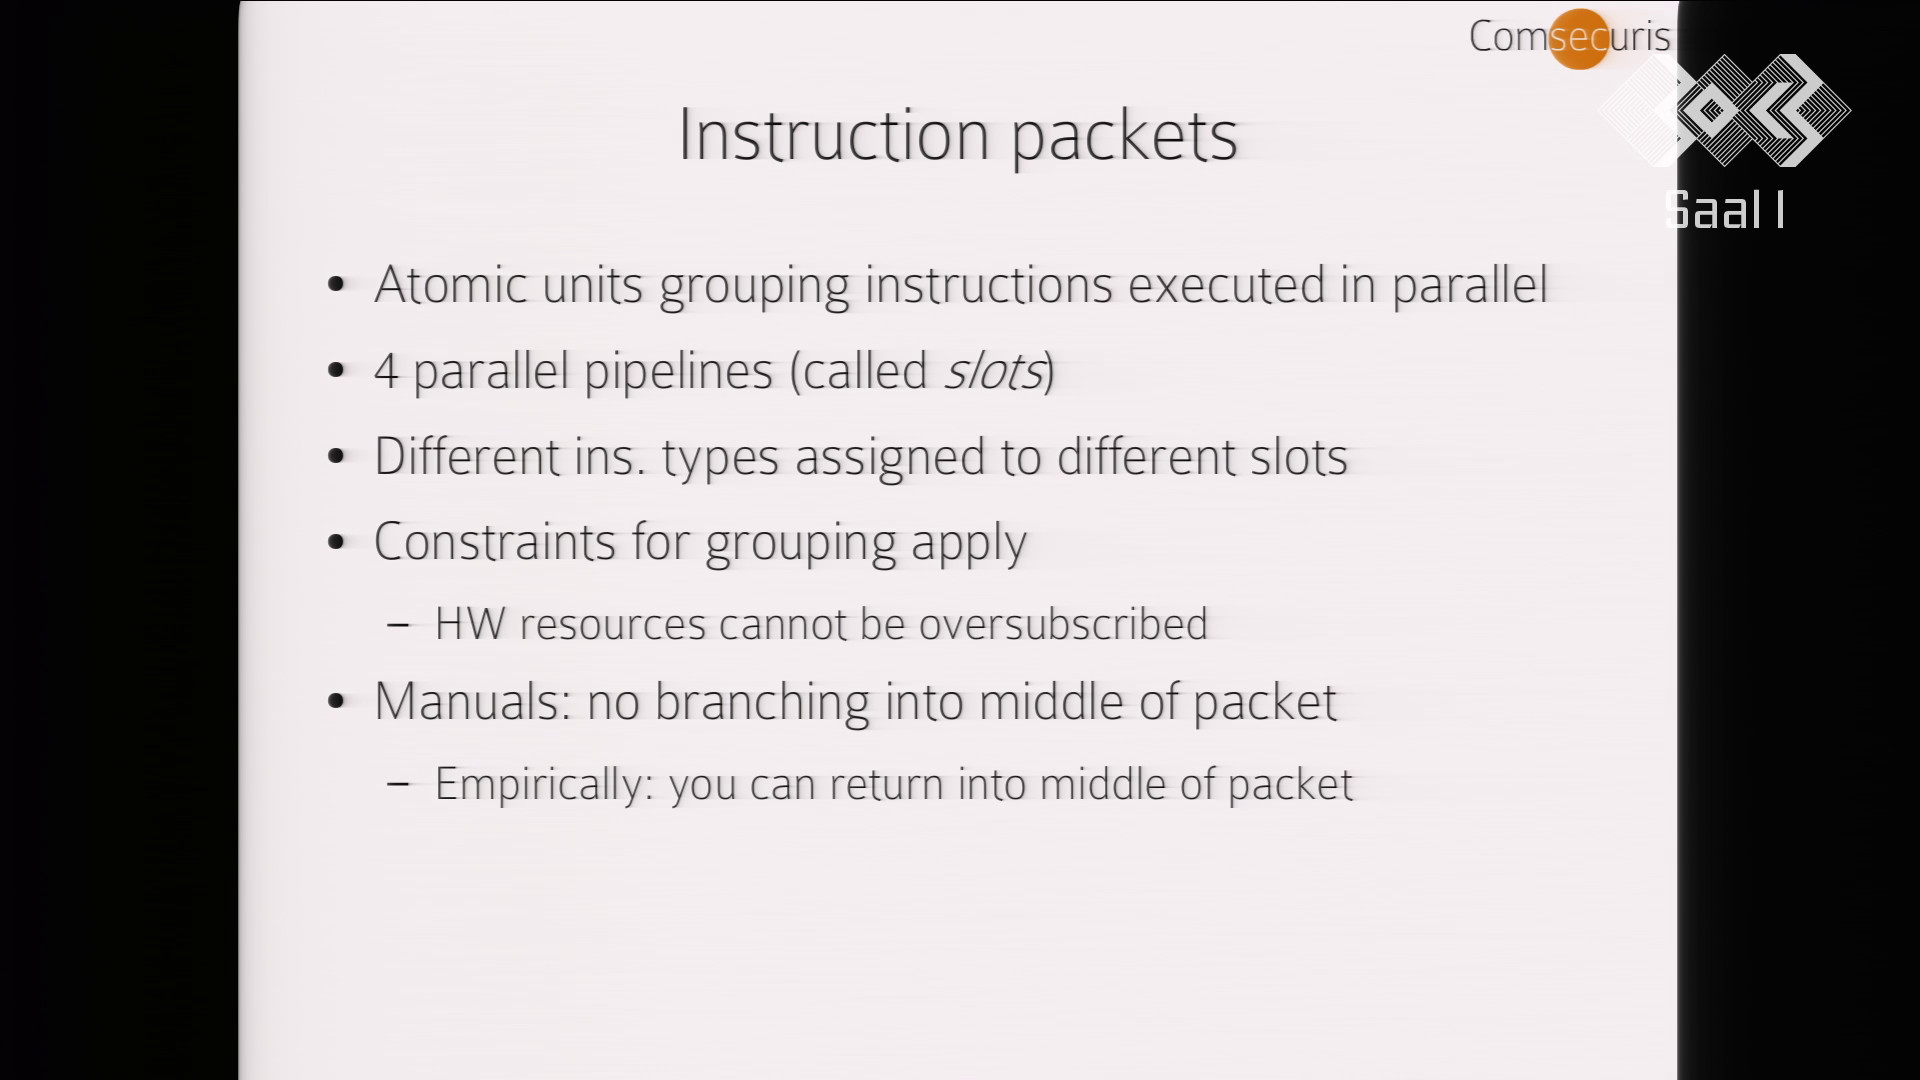 Comsecuris
Instruction packets
Saal 1
• Atomic units grouping instructions executed in parallel
• 4 parallel pipelines (called slots)
• Different ins. types assigned to different slots
• Constraints for grouping apply
– HW resources cannot be oversubscribed
• Manuals: no branching into middle of packet
– Empirically: you can return into middle of packet